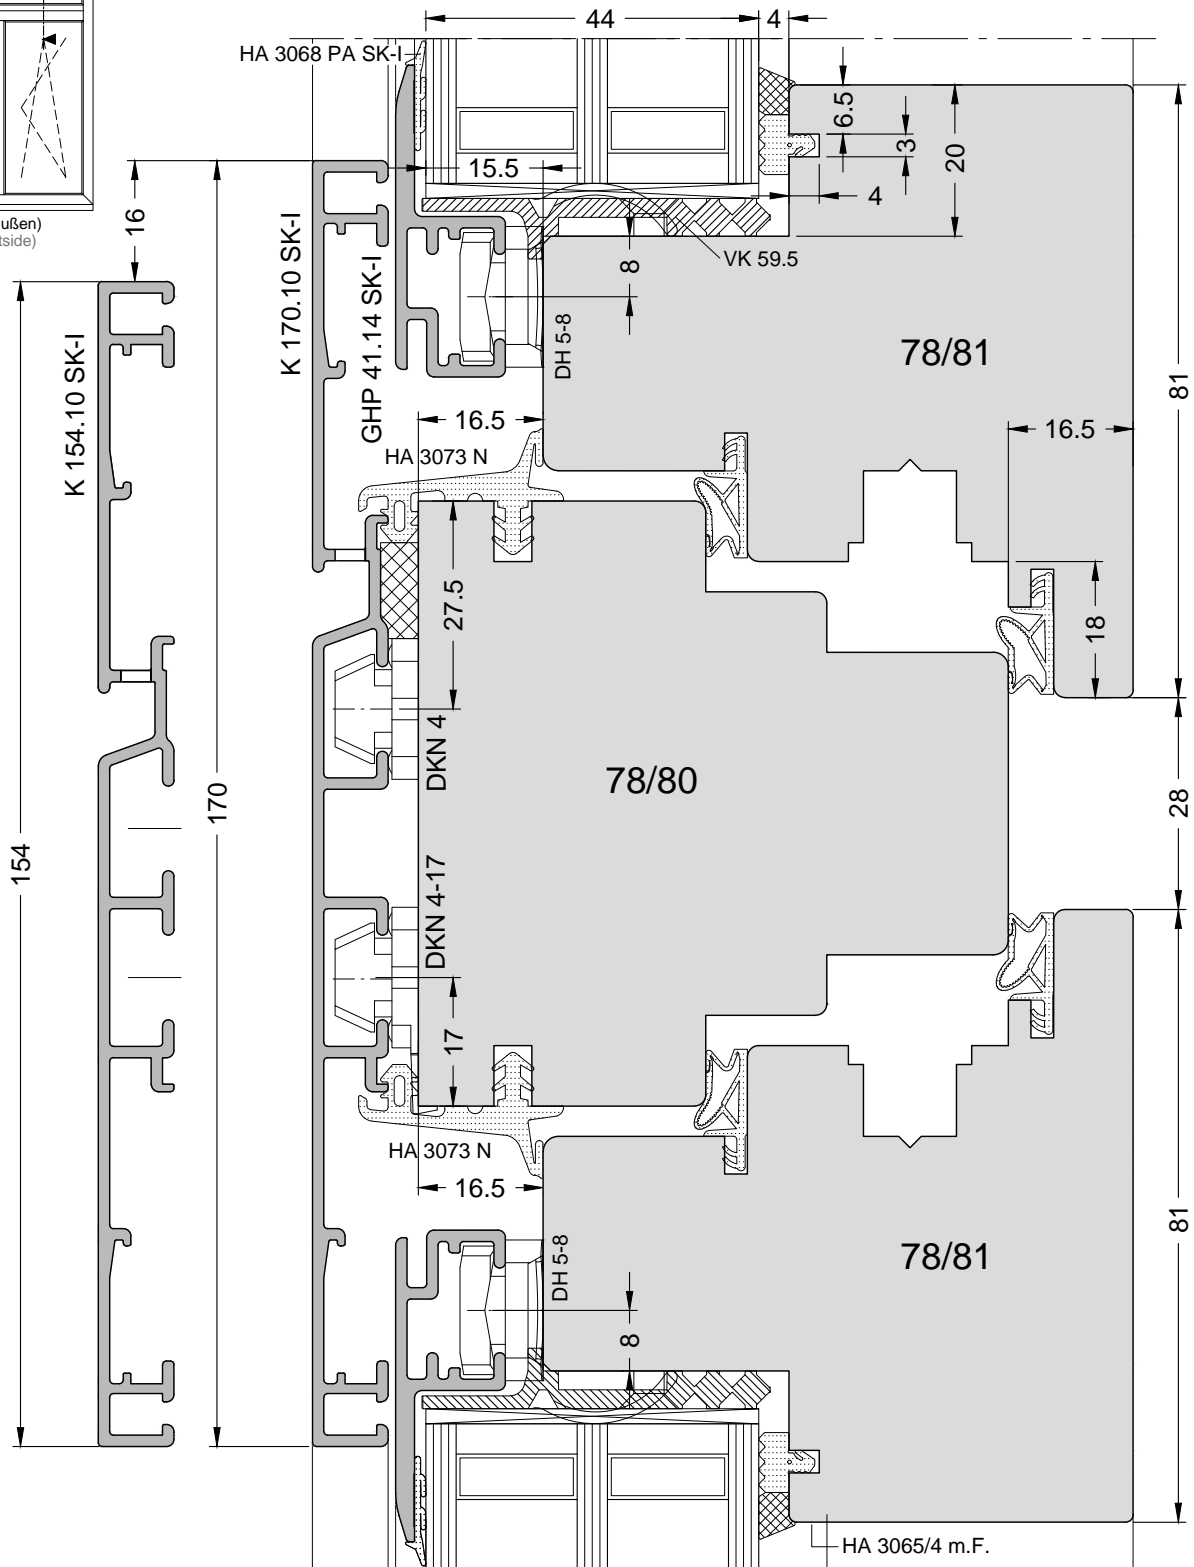 44
4
HA 3068 PA SK-I
6.5
3
20
15.5
4
16
VK 59.5
8
K 170.10 SK-I
GHP 41.14 SK-I
K 154.10 SK-I
DH 5-8
78/81
81
16.5
16.5
HA 3073 N
27.5
18
DKN 4
78/80
170
28
154
DKN 4-17
17
HA 3073 N
16.5
81
78/81
DH 5-8
8
HA 3065/4 m.F.